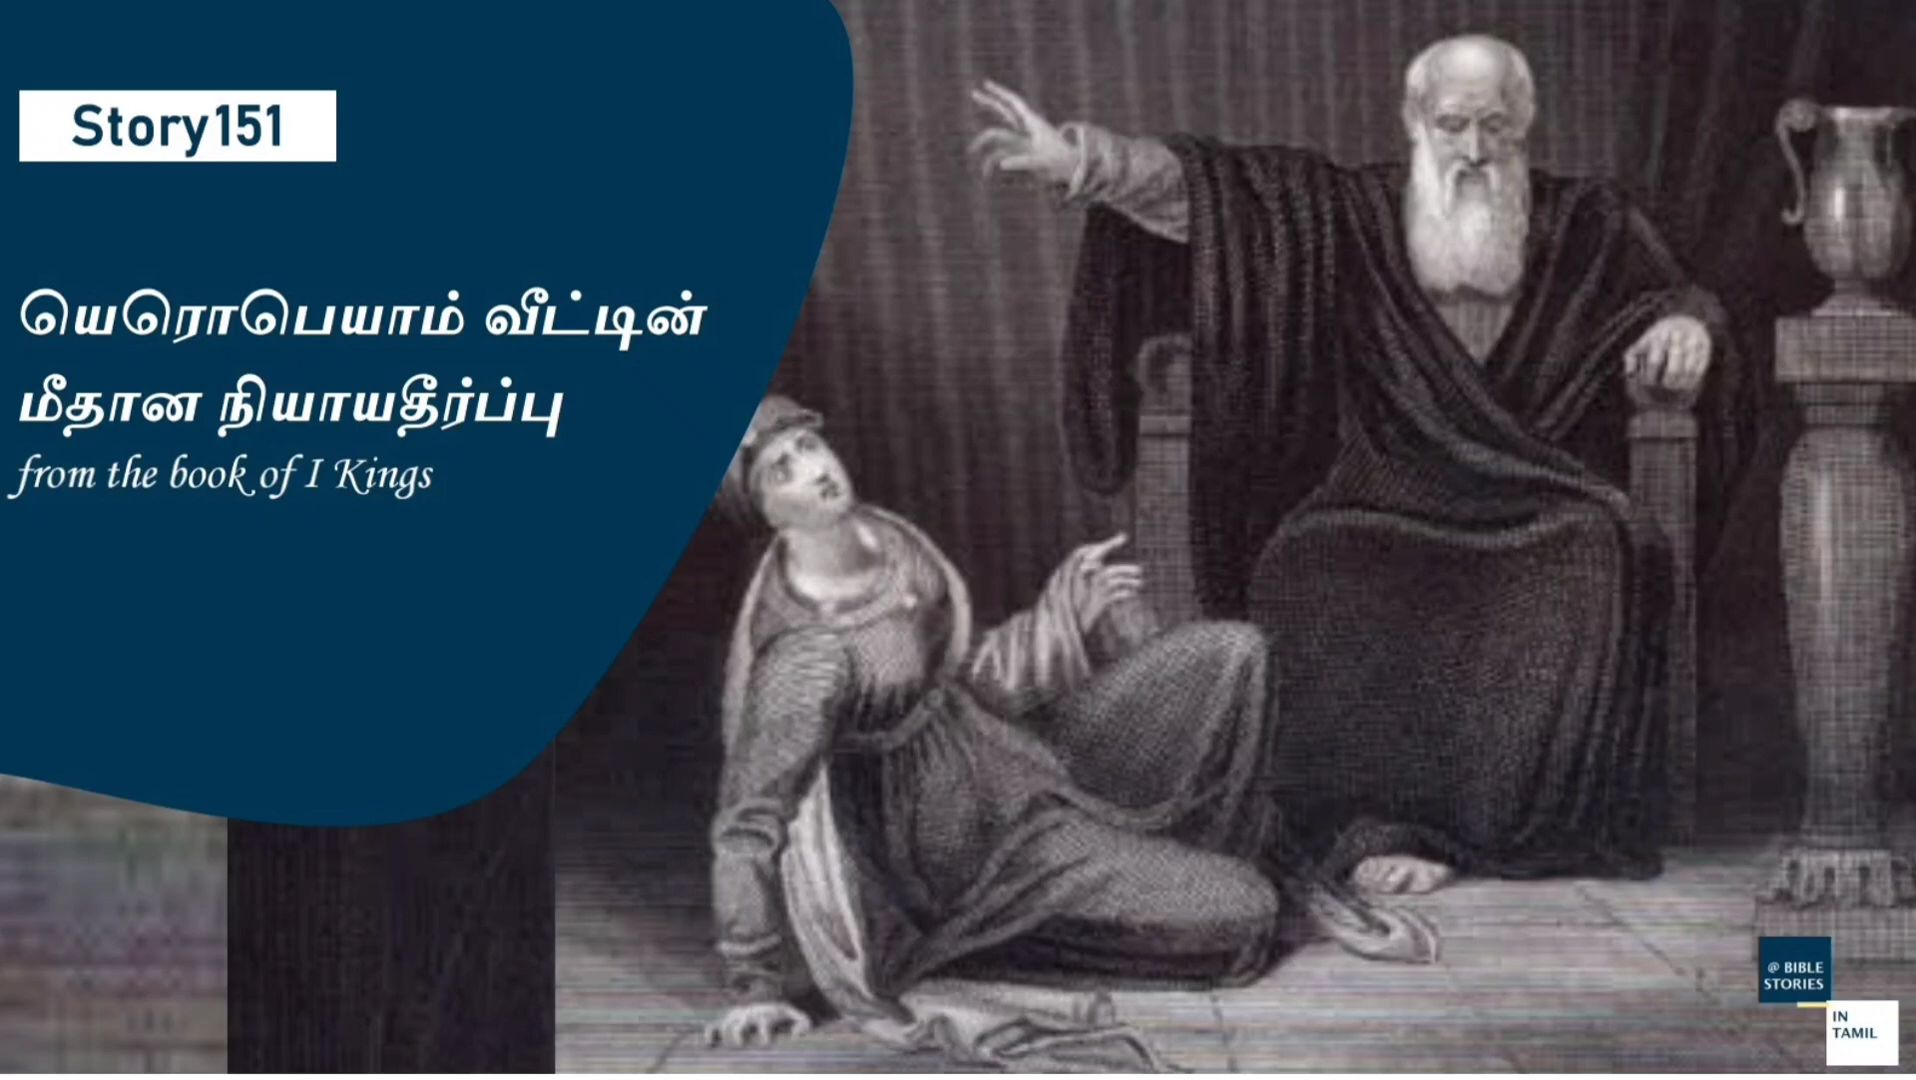 Story151
யெரொபெயாம் வீட்டின்
மீதான நியாயதீர்ப்பு
from the book of I Kings
@ BIBLE
STORIES
IN
TAMIL